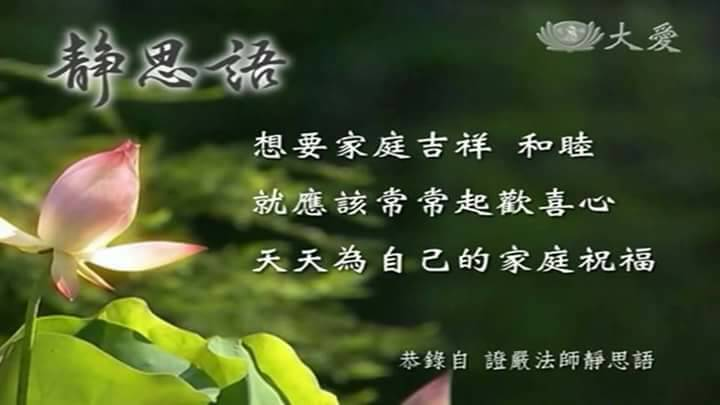 靜思語
大愛
想要家庭吉祥 和睦
就應該常常起歡喜心
天天為自己的家庭祝福
恭錄自 證嚴法師靜思語